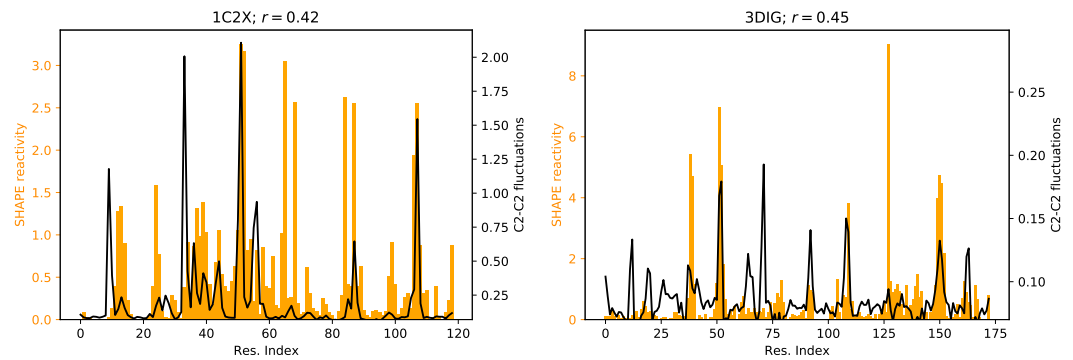 1C2X; r = 0.42
SHAPE reactivity
3.0
2.5
2.0
1.5
1.0
0.5
0.0
0 20 40 60 80 100 120
Res. Index
2.00
1.75
1.50
1.25
1.00
0.75
0.50
0.25
C2-C2 fluctuations
3DIG; r = 0.45
SHAPE reactivity
8
6
4
2
0
0 25 50 75 100 125 150 175
Res. Index
0.25
0.20
0.15
0.10
C2-C2 fluctuations